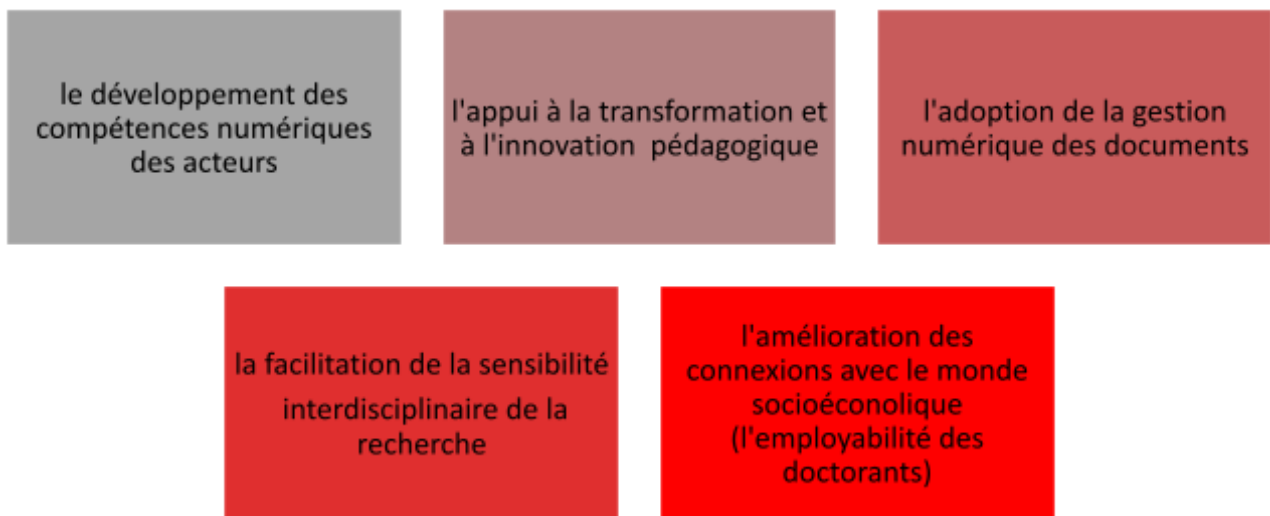 le développement des
compétences numériques
des acteurs
l'appui à la transformation et
à l'innovation  pédagogique
l'adoption de la gestion
numérique des documents
la facilitation de la sensibilité
interdisciplinaire de la
recherche
l'amélioration des
connexions avec le monde
socioéconolique
(l'employabilité des
doctorants)